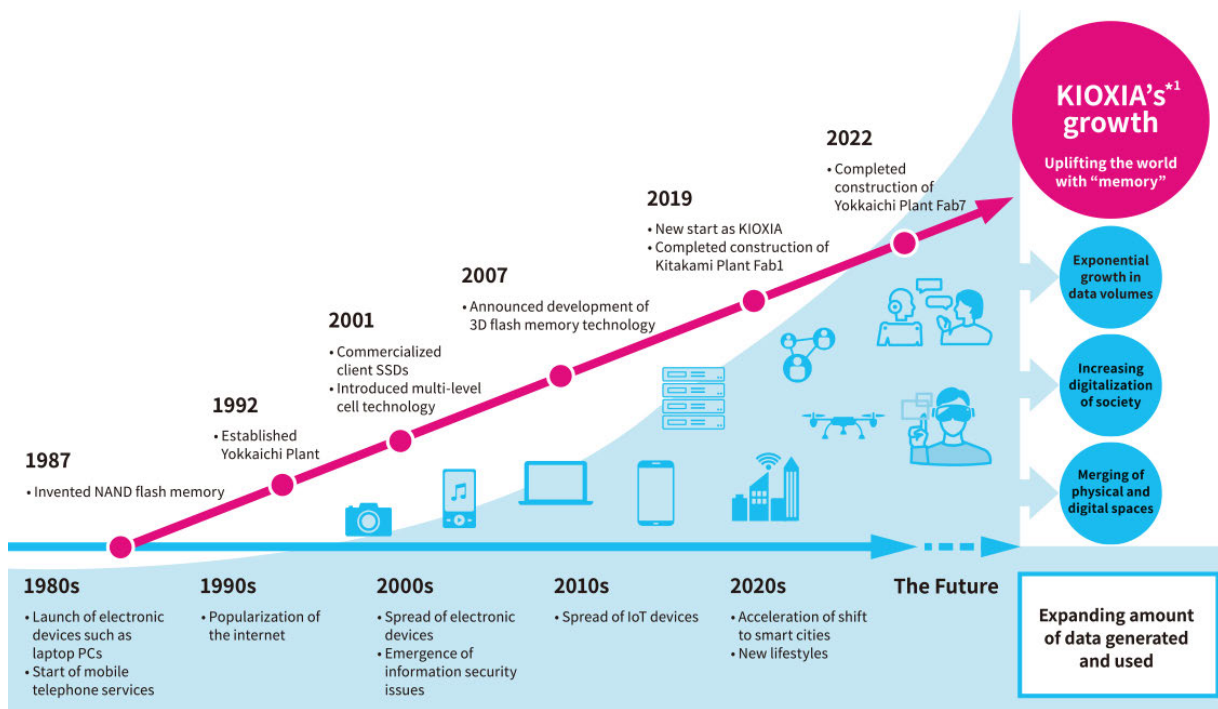 KIOXIA's★1
growth
Uplifting the world
with “memory”
2022
• Completed
construction of
Yokkaichi Plant Fab7
2019
• New start as KIOXIA
• Completed construction of
Kitakami Plant Fab1
2007
• Announced development of
3D flash memory technology
2001
• Commercialized
client SSDs
• Introduced multi-level
cell technology
1992
• Established
Yokkaichi Plant
1987
• Invented NAND flash memory
Exponential
growth in
data volumes
Increasing
digitalization
of society
Merging of
physical and
digital spaces
1980s
• Launch of electronic
devices such as
laptop PCs
• Start of mobile
telephone services
1990s
• Popularization of
the internet
2000s
• Spread of electronic
devices
• Emergence of
information security
issues
2010s
• Spread of IoT devices
2020s
• Acceleration of shift
to smart cities
• New lifestyles
The Future
Expanding amount
of data generated
and used